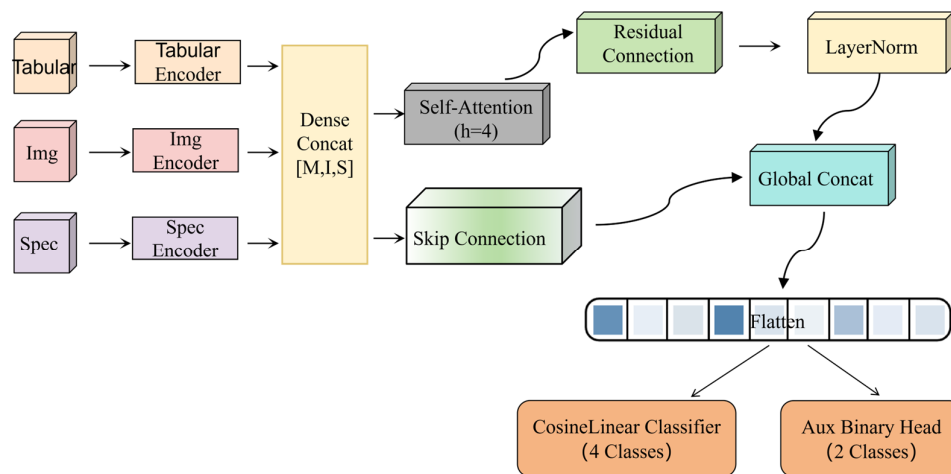 Tabular
Tabular
Encoder
Img
Img
Encoder
Spec
Spec
Encoder
Dense
Concat
[M,I,S]
Self-Attention
(h=4)
Skip Connection
Residual
Connection
LayerNorm
Global Concat
Flatten
CosineLinear Classifier
(4 Classes)
Aux Binary Head
(2 Classes)